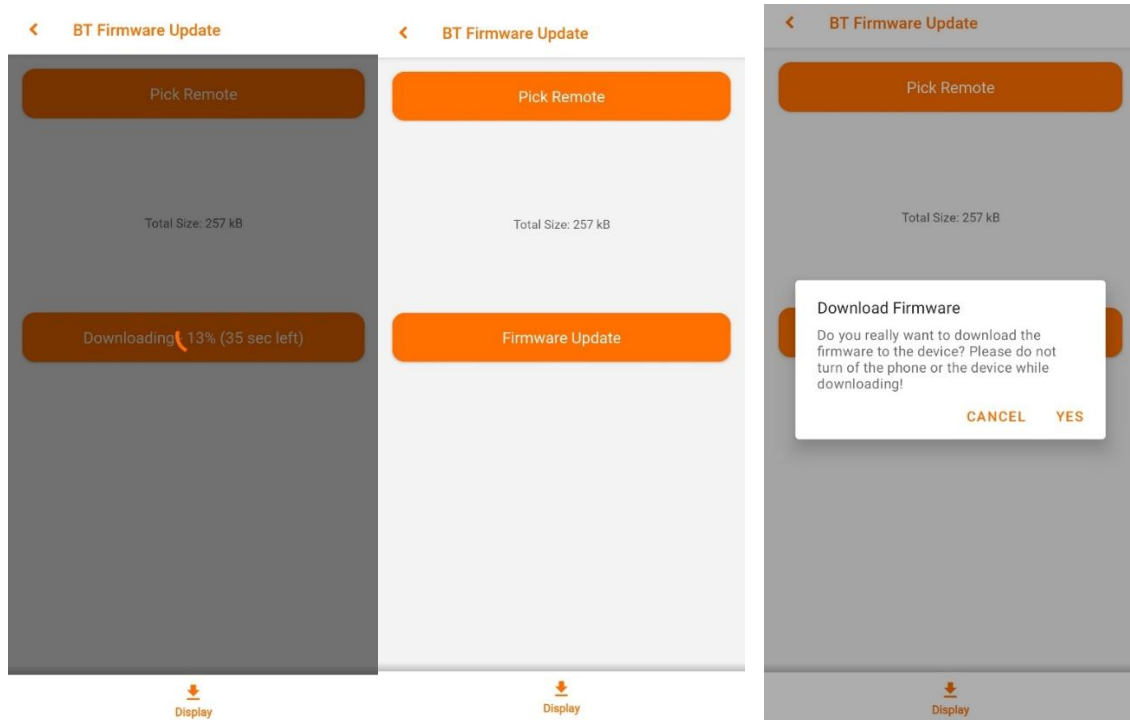 BT Firmware Update
Pick Remote
Total Size: 257 kB
Downloading - 13% (35 sec left)
Display
BT Firmware Update
Pick Remote
Total Size: 257 kB
Firmware Update
Display
BT Firmware Update
Pick Remote
Total Size: 257 kB
Download Firmware
Do you really want to download the
firmware to the device? Please do not
turn of the phone or the device while
downloading!
CANCEL YES
Display